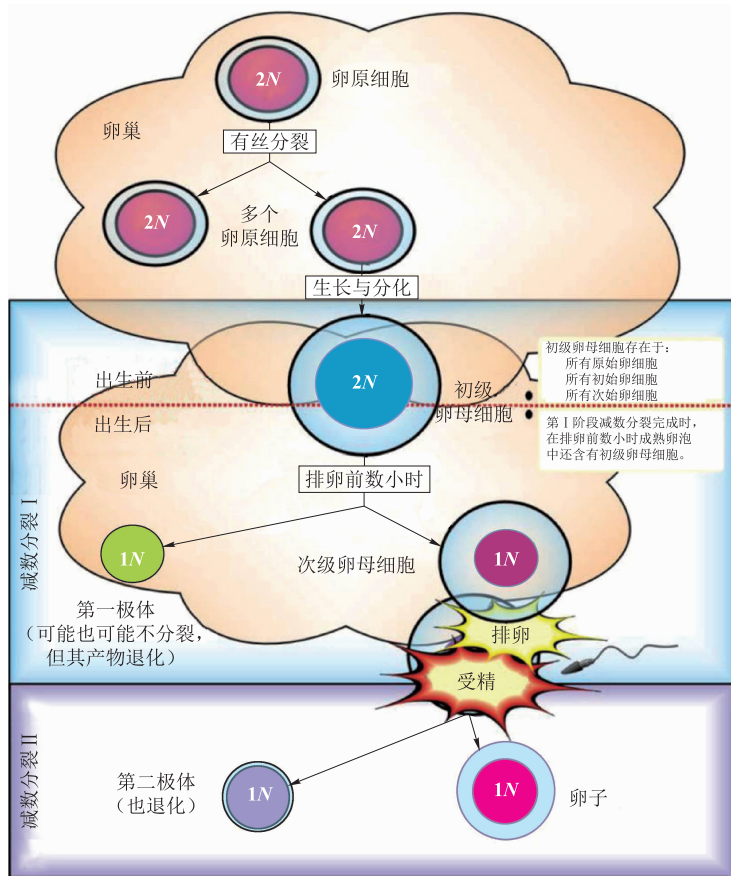 2N
卵原细胞
卵巢
有丝分裂
2N
多个
卵原细胞
2N
生长与分化
初级卵母细胞存在于：
所有原始卵细胞
所有初始卵细胞
所有次始卵细胞
出生前
2N
初级
卵母细胞
出生后
第Ⅰ阶段减数分裂完成时，
在排卵前数小时成熟卵泡
中还含有初级卵母细胞。
卵巢
排卵前数小时
减数分裂Ⅰ
1N
次级卵母细胞
1N
第一极体
（可能也可能不分裂，
但其产物退化）
排卵
受精
减数分裂Ⅱ
第二极体
（也退化）
1N
1N
卵子